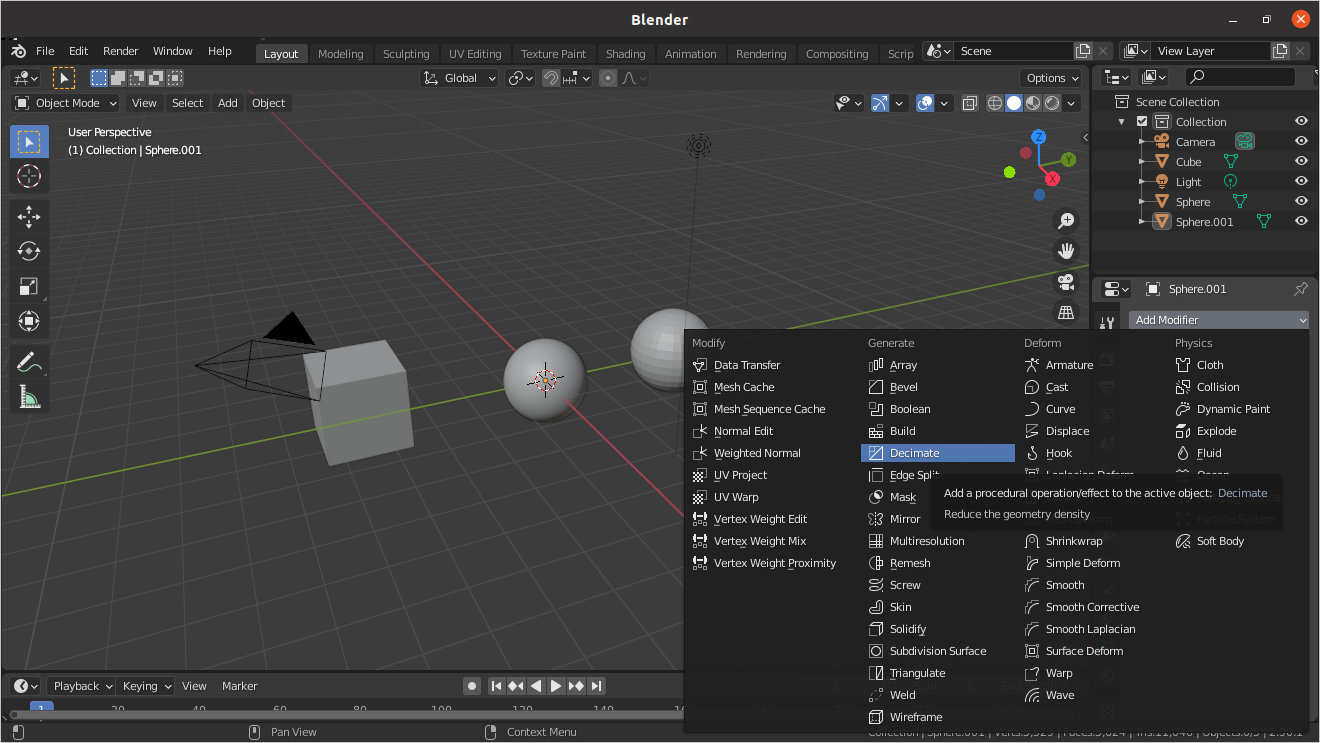 Blender
File Edit Render Window Help Layout Modeling Sculpting UV Editing Texture Paint Shading Animation Rendering Compositing Scrip Scene View Layer
Global Options
Object Mode View Select Add Object
User Perspective
(1) Collection | Sphere.001
Z
Y
X
Scene Collection
Collection
Camera
Cube
Light
Sphere
Sphere.001
Sphere.001
Add Modifier
Modify Generate Deform Physics
Data Transfer Array Armature Cloth
Mesh Cache Bevel Cast Collision
Mesh Sequence Cache Boolean Curve Dynamic Paint
Normal Edit Build Displace Explode
Weighted Normal Decimate Hook Fluid
UV Project Edge Split Laplacian Deform Ocean
UV Warp Mask
Add a procedural operation/effect to the active object: Decimate
Reduce the geometry density
Vertex Weight Edit Mirror Particle System
Vertex Weight Mix Multiresolution Shrinkwrap Soft Body
Vertex Weight Proximity Remesh Simple Deform
Screw Smooth
Skin Smooth Corrective
Solidify Smooth Laplacian
Subdivision Surface Surface Deform
Triangulate Warp
Weld Wave
Wireframe
Playback Keying View Marker
1 20 40 60 80 100 120 140
Pan View Context Menu